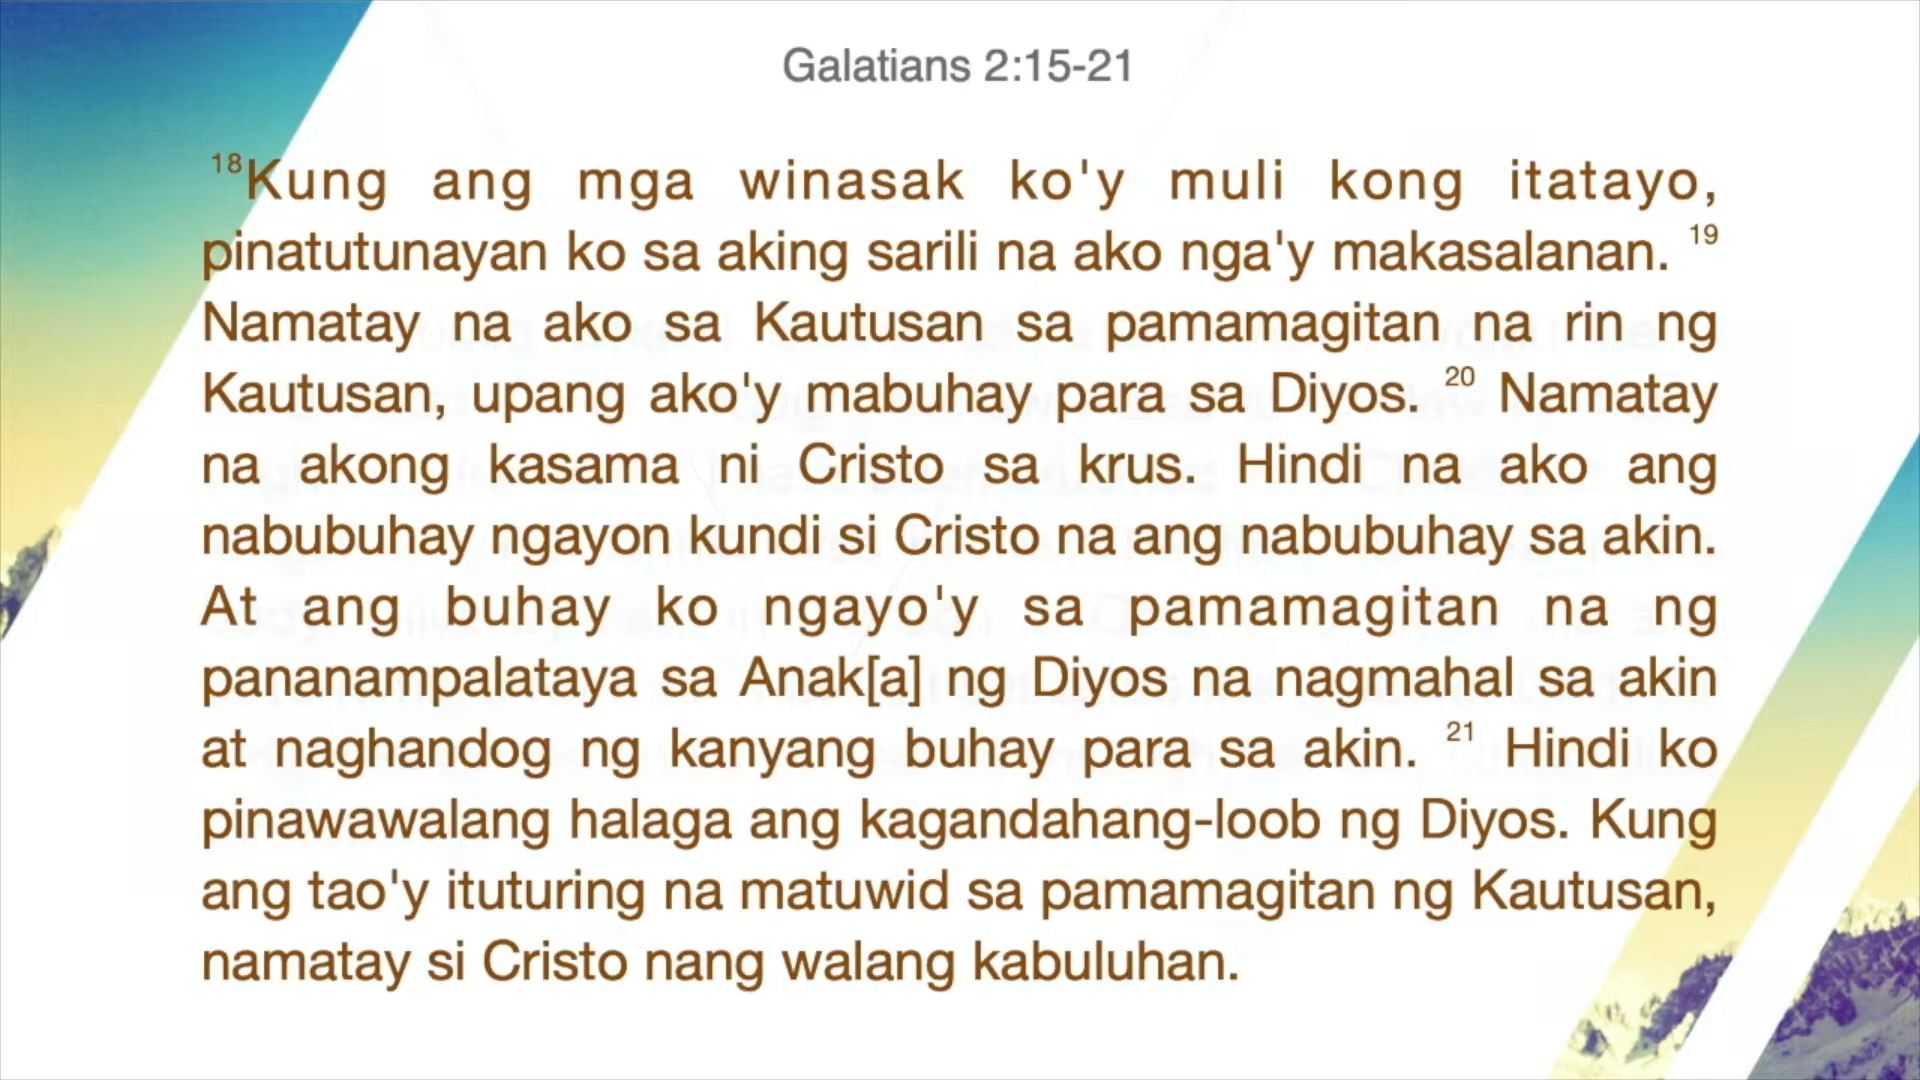 Galatians 2:15-21
18Kung ang mga winasak ko'y muli kong itatayo,
pinatutunayan ko sa aking sarili na ako nga'y makasalanan. 19
Namatay na ako sa Kautusan sa pamamagitan na rin ng
Kautusan, upang ako'y mabuhay para sa Diyos. 20 Namatay
na akong kasama ni Cristo sa krus. Hindi na ako ang
nabubuhay ngayon kundi si Cristo na ang nabubuhay sa akin.
At ang buhay ko ngayo'y sa pamamagitan na ng
pananampalataya sa Anak[a] ng Diyos na nagmahal sa akin
at naghandog ng kanyang buhay para sa akin. 21 Hindi ko
pinawawalang halaga ang kagandahang-loob ng Diyos. Kung
ang tao'y ituturing na matuwid sa pamamagitan ng Kautusan,
namatay si Cristo nang walang kabuluhan.